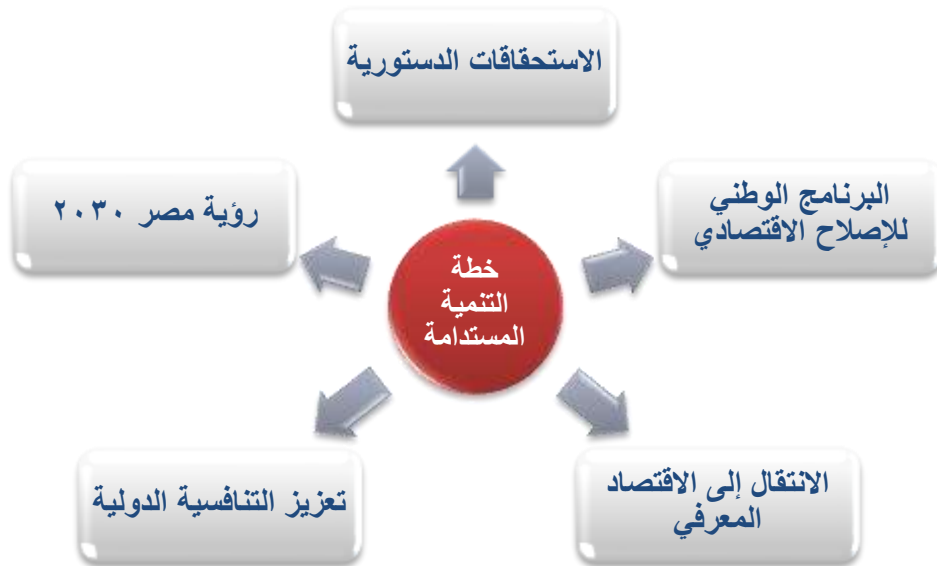 الاستحقاقات الدستورية
البرنامج الوطني
للإصلاح الاقتصادي
رؤية مصر ٢٠٣٠
خطة
التنمية
المستدامة
الانتقال إلى الاقتصاد
المعرفي
تعزيز التنافسية الدولية